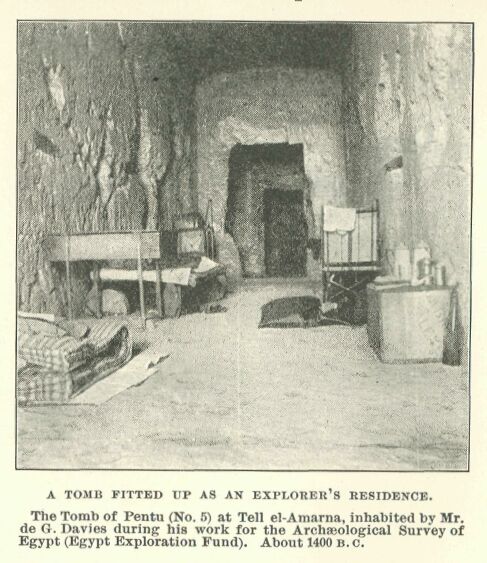 A TOMB FITTED UP AS AN EXPLORER'S RESIDENCE.
The Tomb of Pentu (No. 5) at Tell el-Amarna, inhabited by Mr.
de G. Davies during his work for the Archæological Survey of
Egypt (Egypt Exploration Fund). About 1400 B. C.